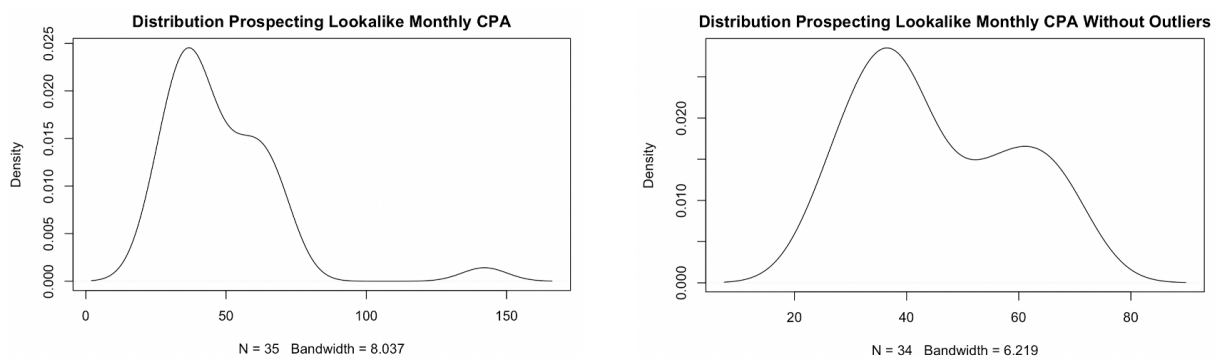 Distribution Prospecting Lookalike Monthly CPA
Density
0.025
0.020
0.015
0.010
0.005
0.000
0 50 100 150
N = 35 Bandwidth = 8.037
Distribution Prospecting Lookalike Monthly CPA Without Outliers
Density
0.020
0.010
0.000
20 40 60 80
N = 34 Bandwidth = 6.219